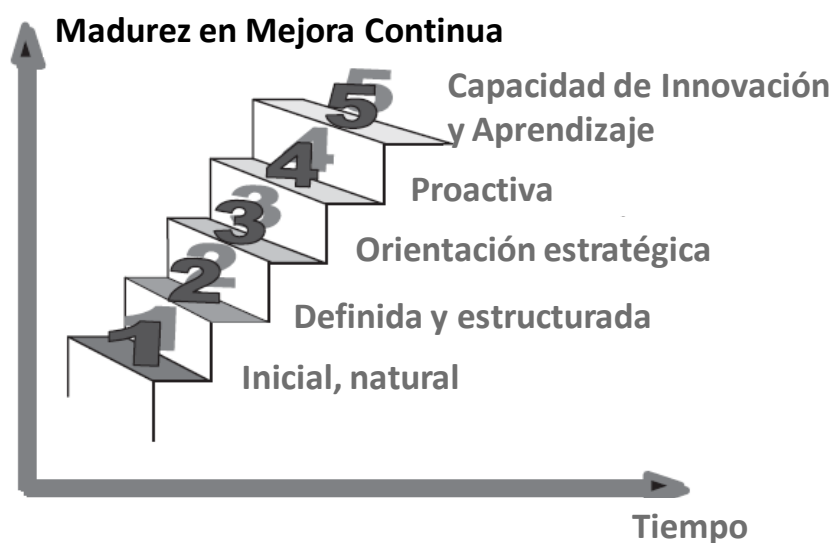 Madurez en Mejora Continua
5
Capacidad de Innovación
y Aprendizaje
4
Proactiva
3
Orientación estratégica
2
Definida y estructurada
1
Inicial, natural
Tiempo